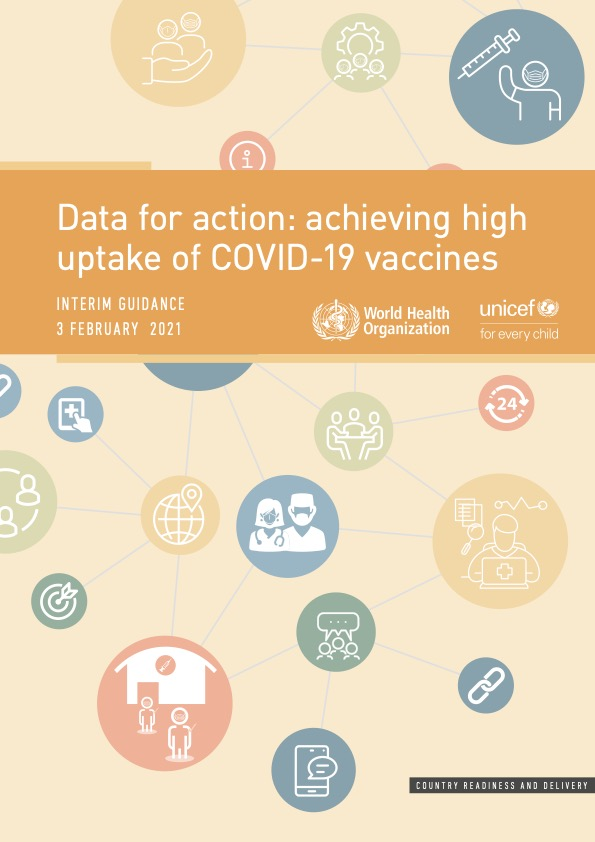 Data for action: achieving high
uptake of COVID-19 vaccines
INTERIM GUIDANCE
3 FEBRUARY 2021
World Health
Organization
unicef
for every child
24
COUNTRY READINESS AND DELIVERY